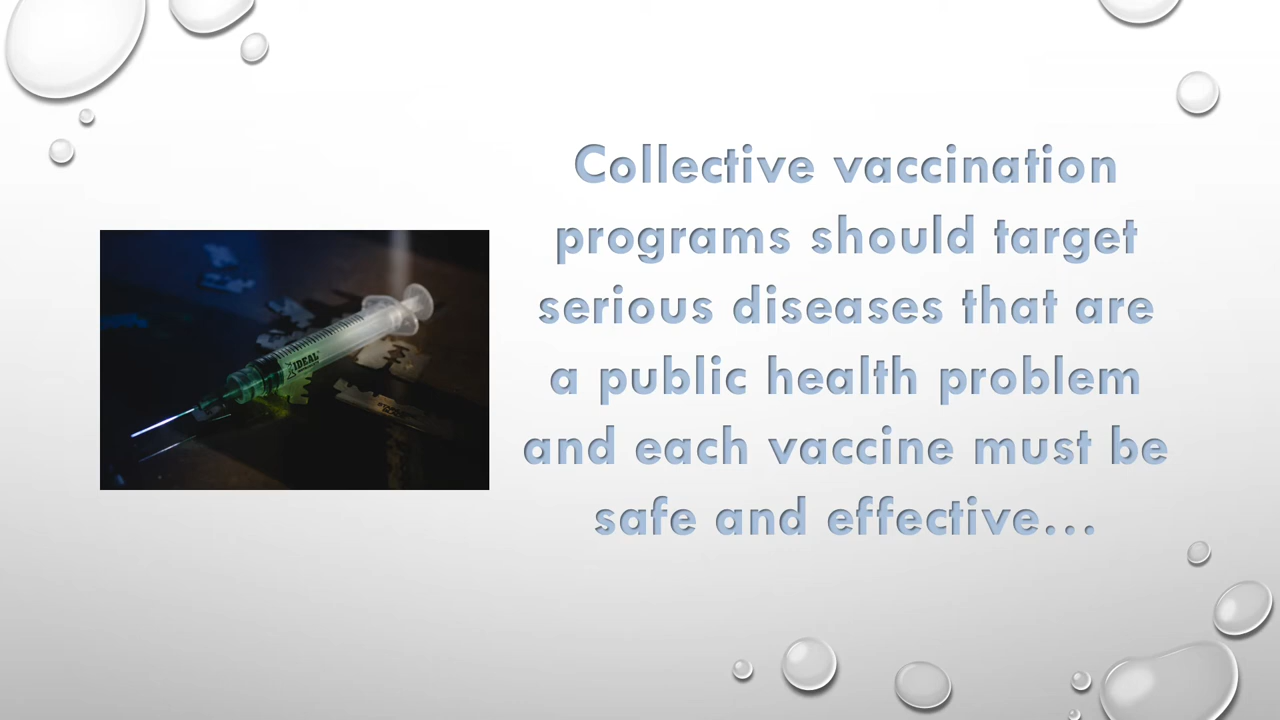 Collective vaccination
programs should target
serious diseases that are
a public health problem
and each vaccine must be
safe and effective...
IDEAL